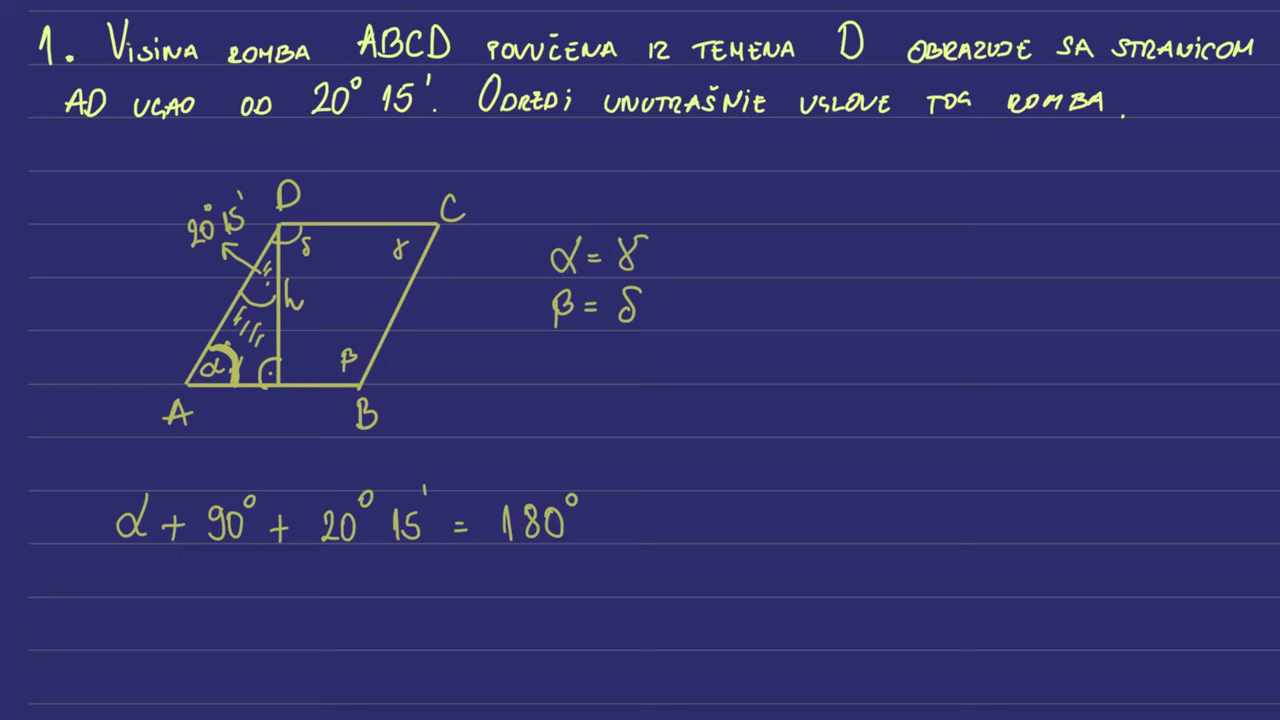 1. VISINA ROMBA ABCD POVUČENA IZ TEMENA D OBRAZUJE SA STRANICOM
AD UGAO OD 20° 15'. ODREDI UNUTRAŠNJE UGLOVE TOG ROMBA.
D
20° 15'
C
δ
γ
α = γ
h
β = δ
β
α
A
B
α + 90° + 20° 15' = 180°